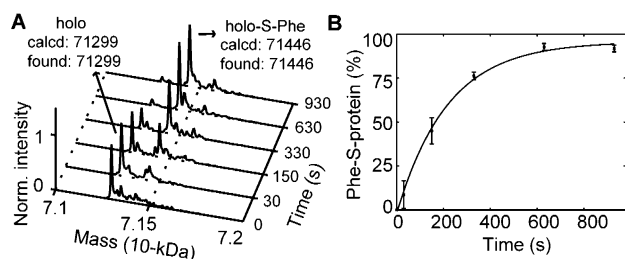 A
holo
calcd: 71299
found: 71299
holo-S-Phe
calcd: 71446
found: 71446
Norm. intensity
1
0
7.1
7.15
7.2
Mass (10-kDa)
0
30
150
330
630
930
Time (s)
B
Phe-S-protein (%)
100
75
50
25
0
0
200
400
600
800
Time (s)